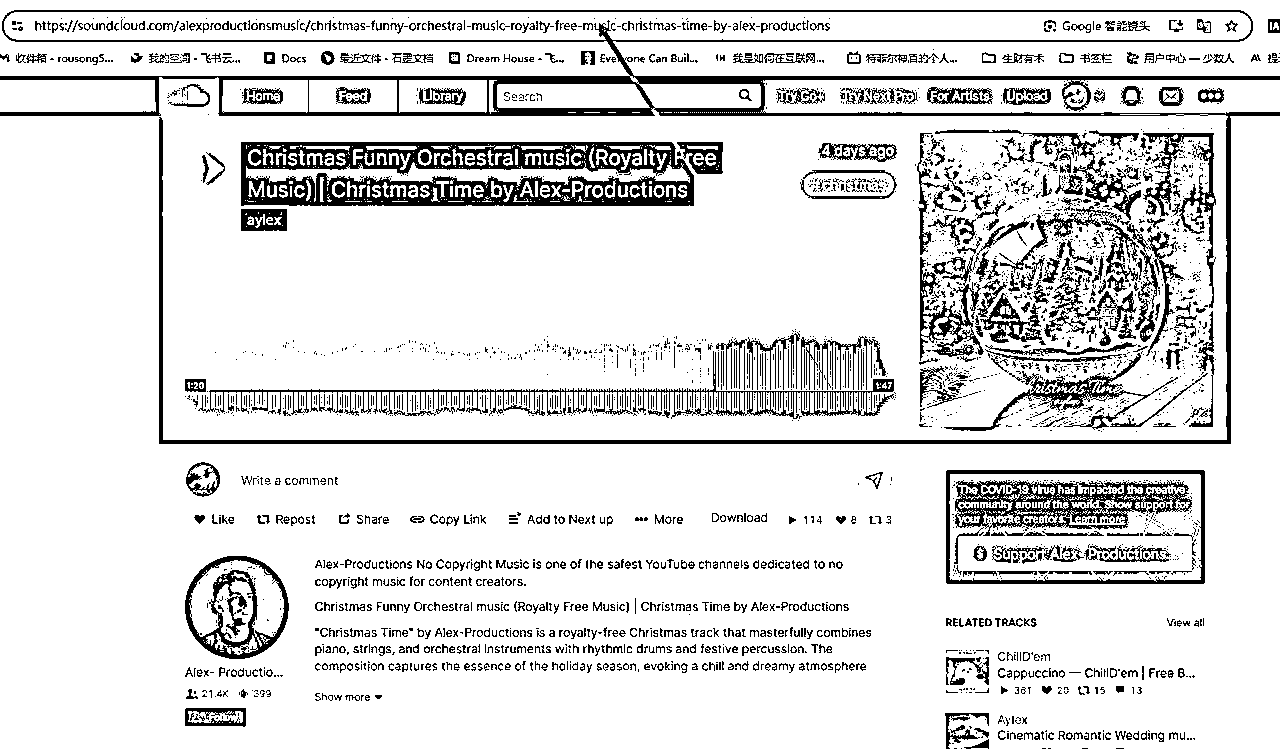 https://soundcloud.com/alexproductionsmusic/christmas-funny-orchestral-music-royalty-free-music-christmas-time-by-alex-productions
Google 智能镜头
收件箱 - rousong5...
我的空间 - 飞书云...
Docs
最近文件 - 石墨文档
Dream House - 飞...
Everyone Can Buil...
我是如何在互联网...
生财有术
书签栏
用户中心 — 少数人
Home
Feed
Library
Search
Try Go+
Try Next Pro
For Artists
Upload
Christmas Funny Orchestral music (Royalty Free
Music) | Christmas Time by Alex-Productions
aylex
4 days ago
# christmas
1:20
1:47
Write a comment
Like
Repost
Share
Copy Link
Add to Next up
More
Download
114
8
3
Alex-Productions No Copyright Music is one of the safest YouTube channels dedicated to no
copyright music for content creators.
Christmas Funny Orchestral music (Royalty Free Music) | Christmas Time by Alex-Productions
"Christmas Time" by Alex-Productions is a royalty-free Christmas track that masterfully combines
piano, strings, and orchestral instruments with rhythmic drums and festive percussion. The
composition captures the essence of the holiday season, evoking a chill and dreamy atmosphere
Show more
Alex- Productio...
21.4K
399
The COVID-19 virus has impacted the creative
community around the world. Show support for
your favorite creators. Learn more
Support Alex- Productions
RELATED TRACKS
View all
ChillD'em
Cappuccino — ChillD'em | Free B...
361
20
15
13
Aylex
Cinematic Romantic Wedding mu...